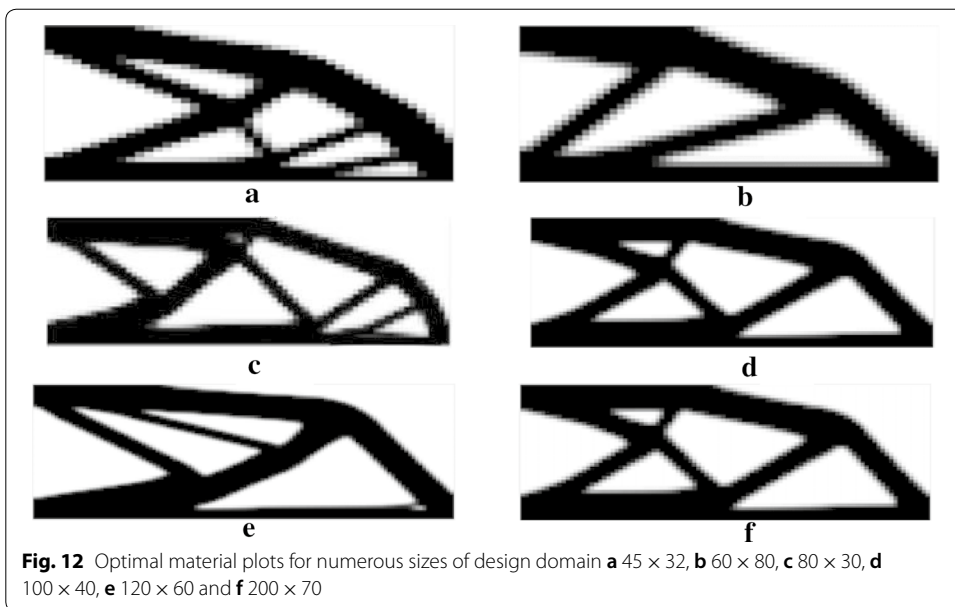 a
b
c
d
e
f
Fig. 12 Optimal material plots for numerous sizes of design domain a 45 × 32, b 60 × 80, c 80 × 30, d
100 × 40, e 120 × 60 and f 200 × 70